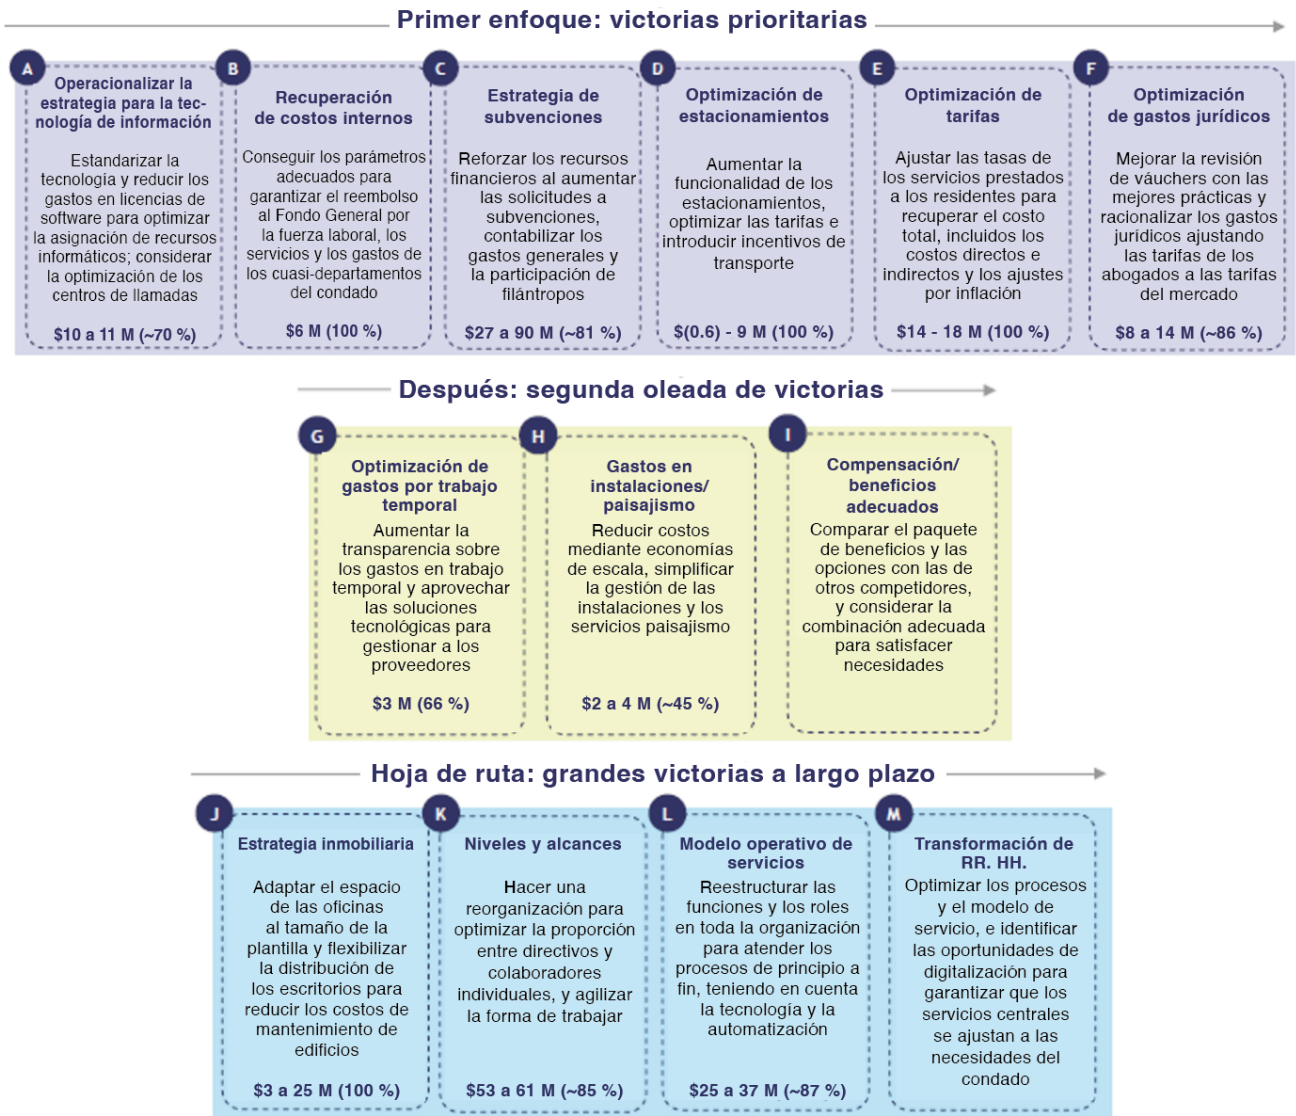 Primer enfoque: victorias prioritarias
A
Operacionalizar la
estrategia para la tec-
nología de información
Estandarizar la
tecnología y reducir los
gastos en licencias de
software para optimizar
la asignación de recursos
informáticos; considerar
la optimización de los
centros de llamadas
$10 a 11 M (~70 %)
B
Recuperación
de costos internos
Conseguir los parámetros
adecuados para
garantizar el reembolso
al Fondo General por
la fuerza laboral, los
servicios y los gastos de
los cuasi-departamentos
del condado
$6 M (100 %)
C
Estrategia de
subvenciones
Reforzar los recursos
financieros al aumentar
las solicitudes a
subvenciones,
contabilizar los
gastos generales y
la participación de
filántropos
$27 a 90 M (~81 %)
D
Optimización de
estacionamientos
Aumentar la
funcionalidad de los
estacionamientos,
optimizar las tarifas e
introducir incentivos de
transporte
$(0.6) - 9 M (100 %)
E
Optimización de
tarifas
Ajustar las tasas de
los servicios prestados
a los residentes para
recuperar el costo
total, incluidos los
costos directos e
indirectos y los ajustes
por inflación
$14 - 18 M (100 %)
F
Optimización
de gastos jurídicos
Mejorar la revisión
de váuchers con las
mejores prácticas y
racionalizar los gastos
jurídicos ajustando
las tarifas de los
abogados a las tarifas
del mercado
$8 a 14 M (~86 %)
Después: segunda oleada de victorias
G
Optimización de
gastos por trabajo
temporal
Aumentar la
transparencia sobre
los gastos en trabajo
temporal y aprovechar
las soluciones
tecnológicas para
gestionar a los
proveedores
$3 M (66 %)
H
Gastos en
instalaciones/
paisajismo
Reducir costos
mediante economías
de escala, simplificar
la gestión de las
instalaciones y los
servicios paisajismo
$2 a 4 M (~45 %)
I
Compensación/
beneficios
adecuados
Comparar el paquete
de beneficios y las
opciones con las de
otros competidores,
y considerar la
combinación adecuada
para satisfacer
necesidades
Hoja de ruta: grandes victorias a largo plazo
J
Estrategia inmobiliaria
Adaptar el espacio
de las oficinas
al tamaño de la
plantilla y flexibilizar
la distribución de
los escritorios para
reducir los costos de
mantenimiento de
edificios
$3 a 25 M (100 %)
K
Niveles y alcances
Hacer una
reorganización para
optimizar la proporción
entre directivos y
colaboradores
individuales, y agilizar
la forma de trabajar
$53 a 61 M (~85 %)
L
Modelo operativo de
servicios
Reestructurar las
funciones y los roles
en toda la organización
para atender los
procesos de principio a
fin, teniendo en cuenta
la tecnología y la
automatización
$25 a 37 M (~87 %)
M
Transformación de
RR. HH.
Optimizar los procesos
y el modelo de
servicio, e identificar
las oportunidades de
digitalización para
garantizar que los
servicios centrales
se ajustan a las
necesidades del
condado